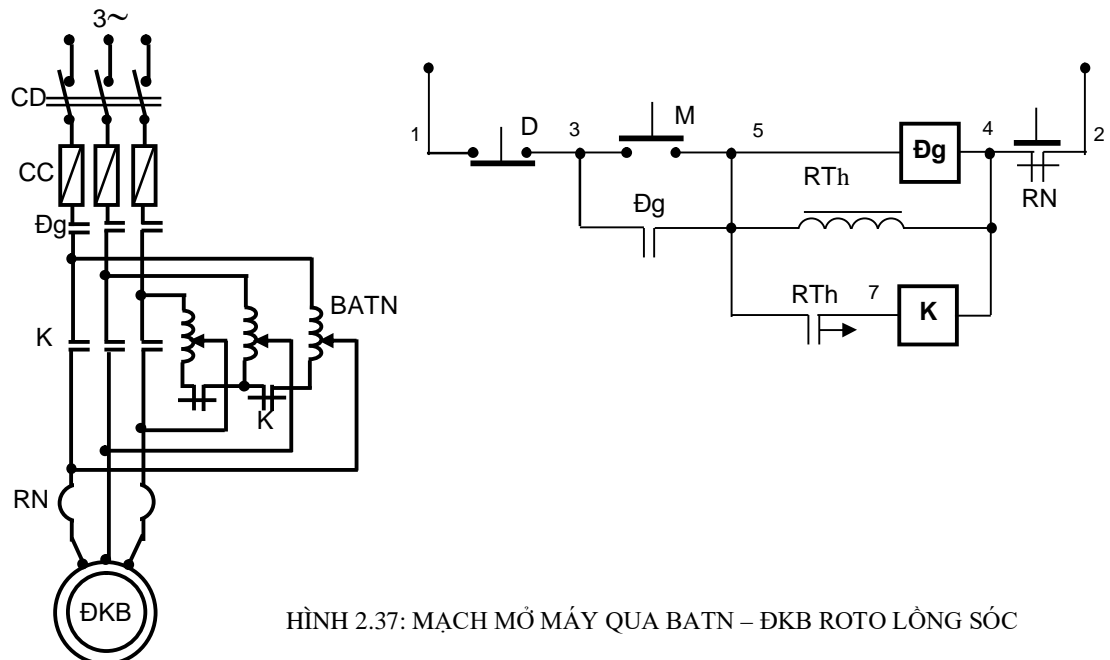 3~
CD
CC
Đg
K
BATN
K
RN
ĐKB
1
D
3
M
5
Đg
4
2
RTh
RN
Đg
RTh
7
K
HÌNH 2.37: MẠCH MỞ MÁY QUA BATN – ĐKB ROTO LỒNG SÓC